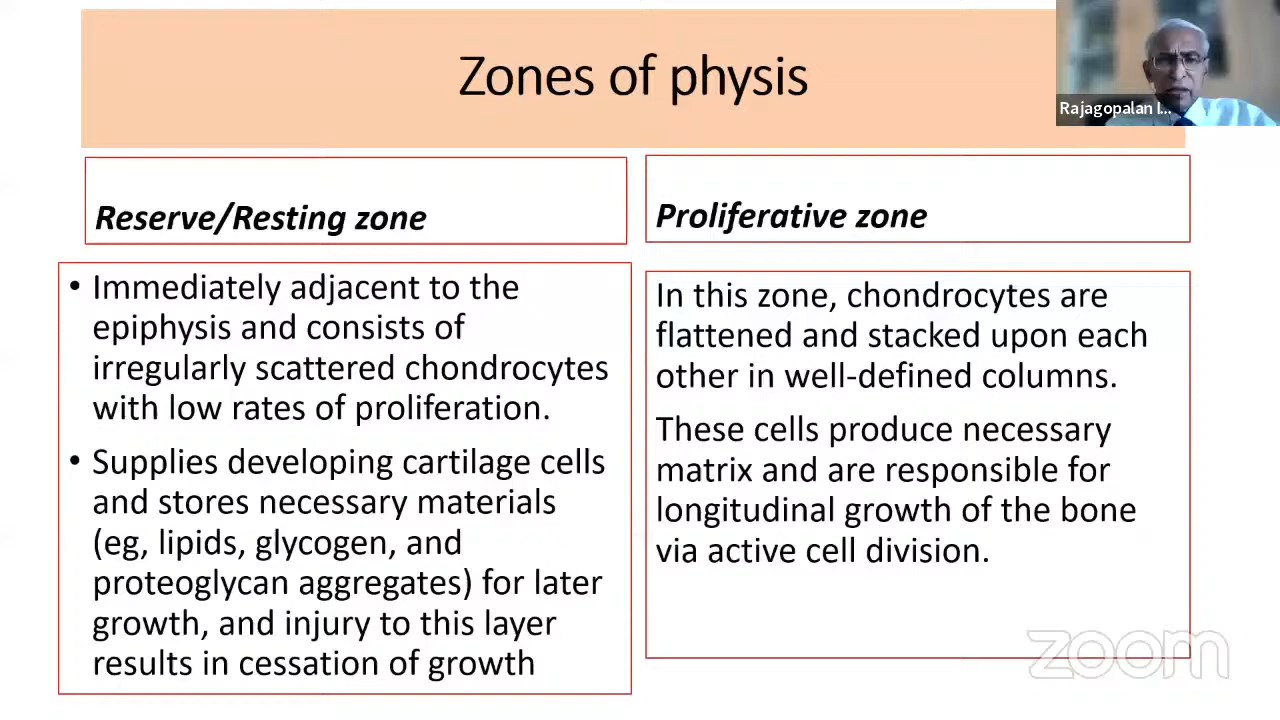 Zones of physis
Rajagopalan I...
Reserve/Resting zone
• Immediately adjacent to the
epiphysis and consists of
irregularly scattered chondrocytes
with low rates of proliferation.
• Supplies developing cartilage cells
and stores necessary materials
(eg, lipids, glycogen, and
proteoglycan aggregates) for later
growth, and injury to this layer
results in cessation of growth
Proliferative zone
In this zone, chondrocytes are
flattened and stacked upon each
other in well-defined columns.
These cells produce necessary
matrix and are responsible for
longitudinal growth of the bone
via active cell division.
zoom